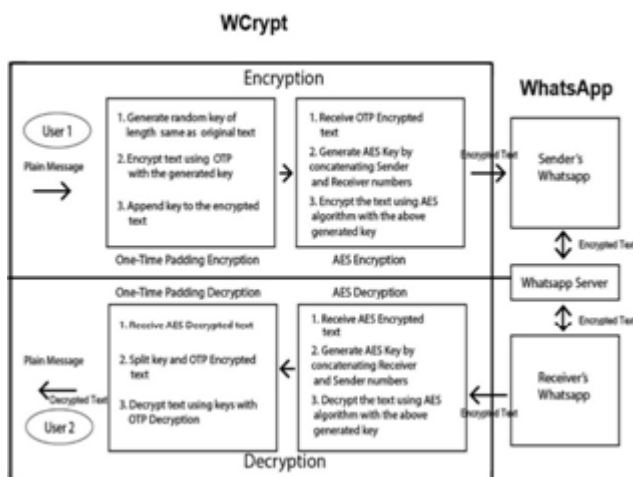 WCrypt
Encryption
WhatsApp
User 1
Plain Message
1. Generate random key of
length same as original text
2. Encrypt text using OTP
with the generated key
3. Append key to the encrypted
text
One-Time Padding Encryption
1. Receive OTP Encrypted
text
2. Generate AES Key by
concatenating Sender
and Receiver numbers
3. Encrypt the text using AES
algorithm with the above
generated key
AES Encryption
Encrypted Text
Sender's
Whatsapp
Encrypted Text
Whatsapp Server
Encrypted Text
Receiver's
Whatsapp
Encrypted Text
AES Decryption
1. Receive AES Encrypted
text
2. Generate AES Key by
concatenating Receiver
and Sender numbers
3. Decrypt the text using AES
algorithm with the above
generated key
One-Time Padding Decryption
1. Receive AES Decrypted text
2. Split key and OTP Encrypted
text
3. Decrypt text using keys with
OTP Decryption
Plain Message
Decrypted Text
User 2
Decryption